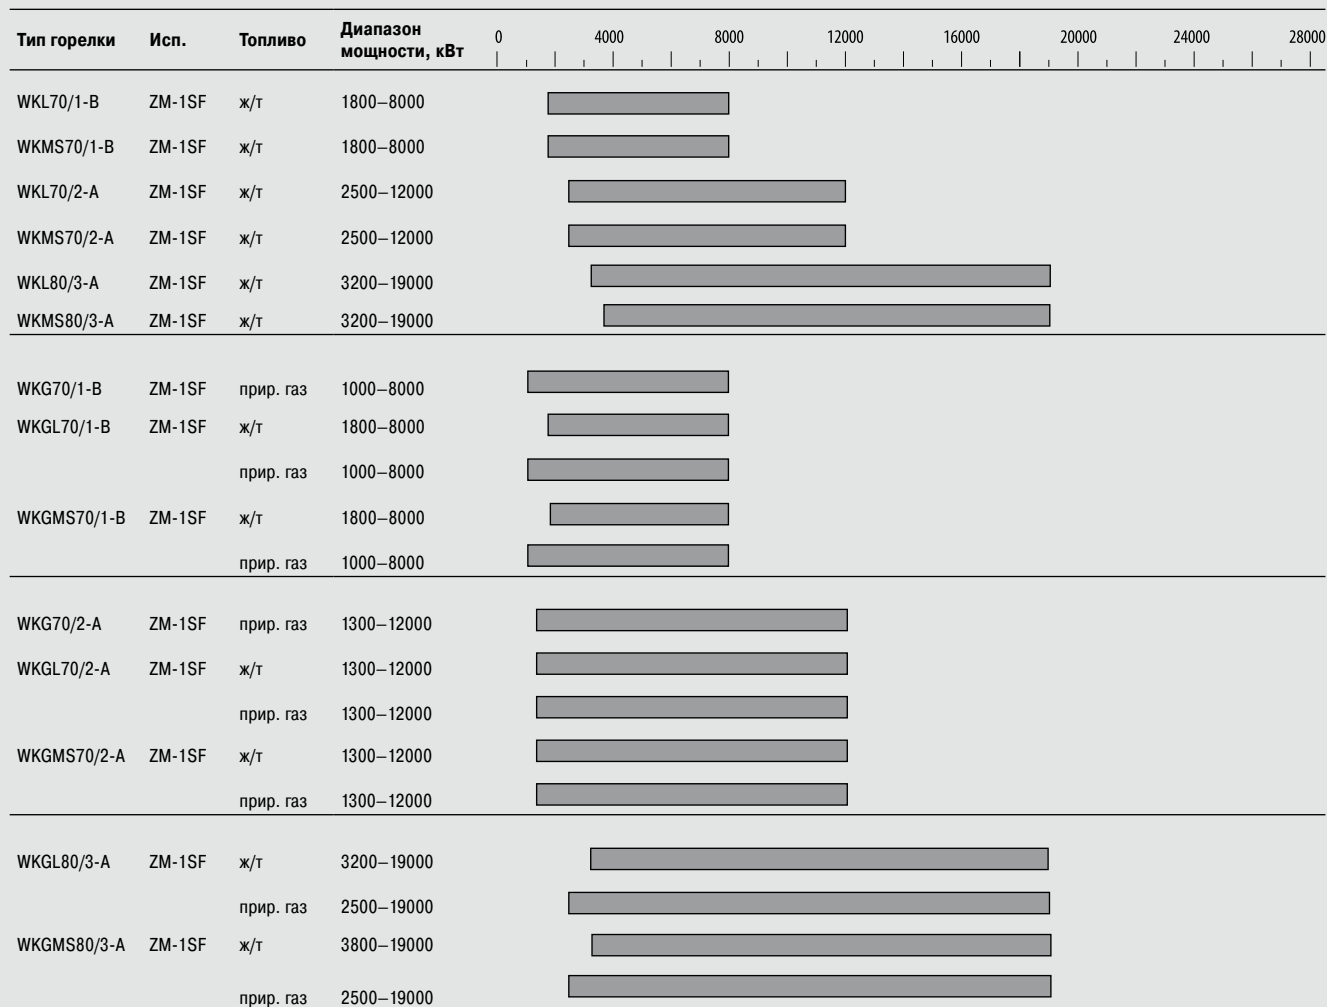 Тип горелки Исп. Топливо Диапазон мощности, кВт 0 4000 8000 12000 16000 20000 24000 28000
WKL70/1-B ZM-1SF ж/т 1800–8000
WKMS70/1-B ZM-1SF ж/т 1800–8000
WKL70/2-A ZM-1SF ж/т 2500–12000
WKMS70/2-A ZM-1SF ж/т 2500–12000
WKL80/3-A ZM-1SF ж/т 3200–19000
WKMS80/3-A ZM-1SF ж/т 3200–19000
WKG70/1-B ZM-1SF прир. газ 1000–8000
WKGL70/1-B ZM-1SF ж/т 1800–8000
прир. газ 1000–8000
WKGMS70/1-B ZM-1SF ж/т 1800–8000
прир. газ 1000–8000
WKG70/2-A ZM-1SF прир. газ 1300–12000
WKGL70/2-A ZM-1SF ж/т 1300–12000
прир. газ 1300–12000
WKGMS70/2-A ZM-1SF ж/т 1300–12000
прир. газ 1300–12000
WKGL80/3-A ZM-1SF ж/т 3200–19000
прир. газ 2500–19000
WKGMS80/3-A ZM-1SF ж/т 3800–19000
прир. газ 2500–19000